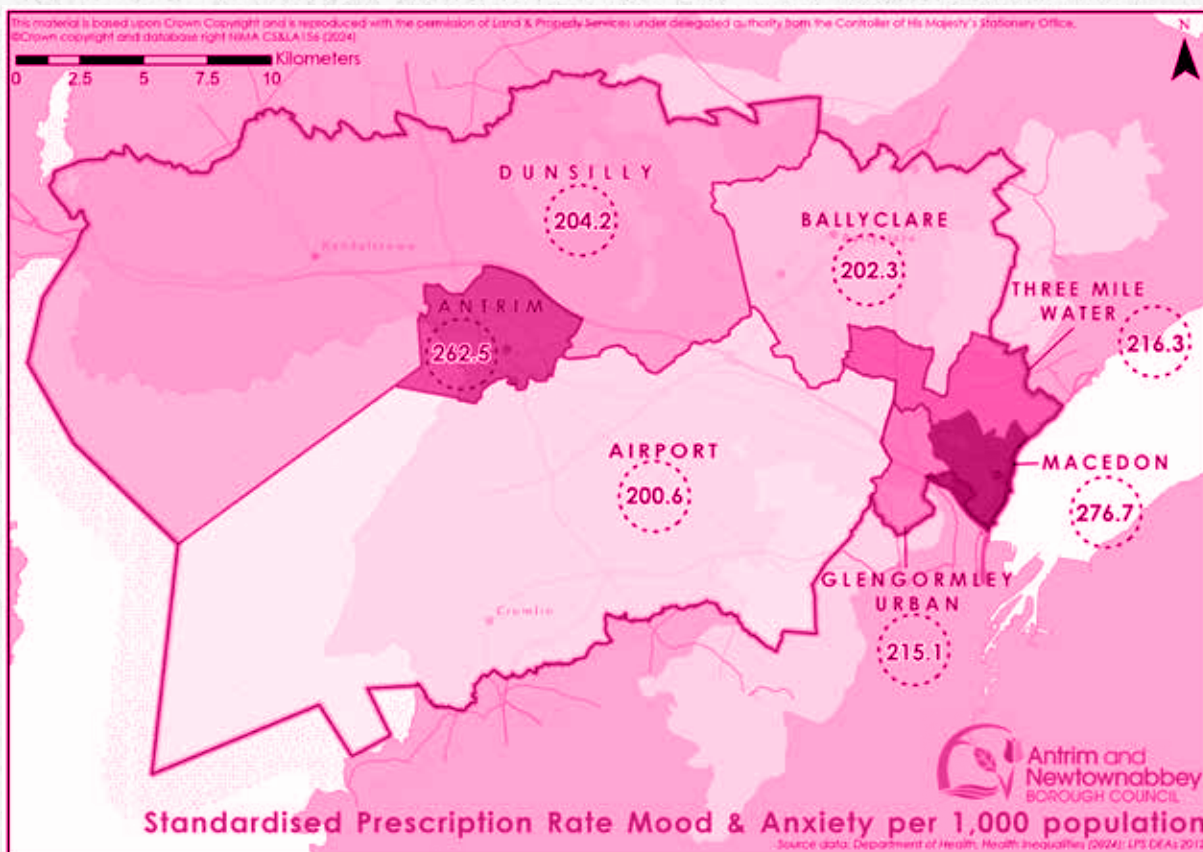 This material is based upon Crown Copyright and is reproduced with the permission of Land & Property Services under delegated authority from the Controller of His Majesty's Stationery Office,
©Crown copyright and database right NIMA CS&LA156 (2024)
N
Kilometers
0 2.5 5 7.5 10
DUNSILLY
204.2
BALLYCLARE
202.3
Randalstown
THREE MILE
WATER
216.3
ANTRIM
262.5
AIRPORT
200.6
MACEDON
276.7
GLENGORMLEY
URBAN
215.1
Crumlin
Antrim and
Newtownabbey
BOROUGH COUNCIL
Standardised Prescription Rate Mood & Anxiety per 1,000 population
Source data: Department of Health, Health Inequalities (2024); LPS DEAs